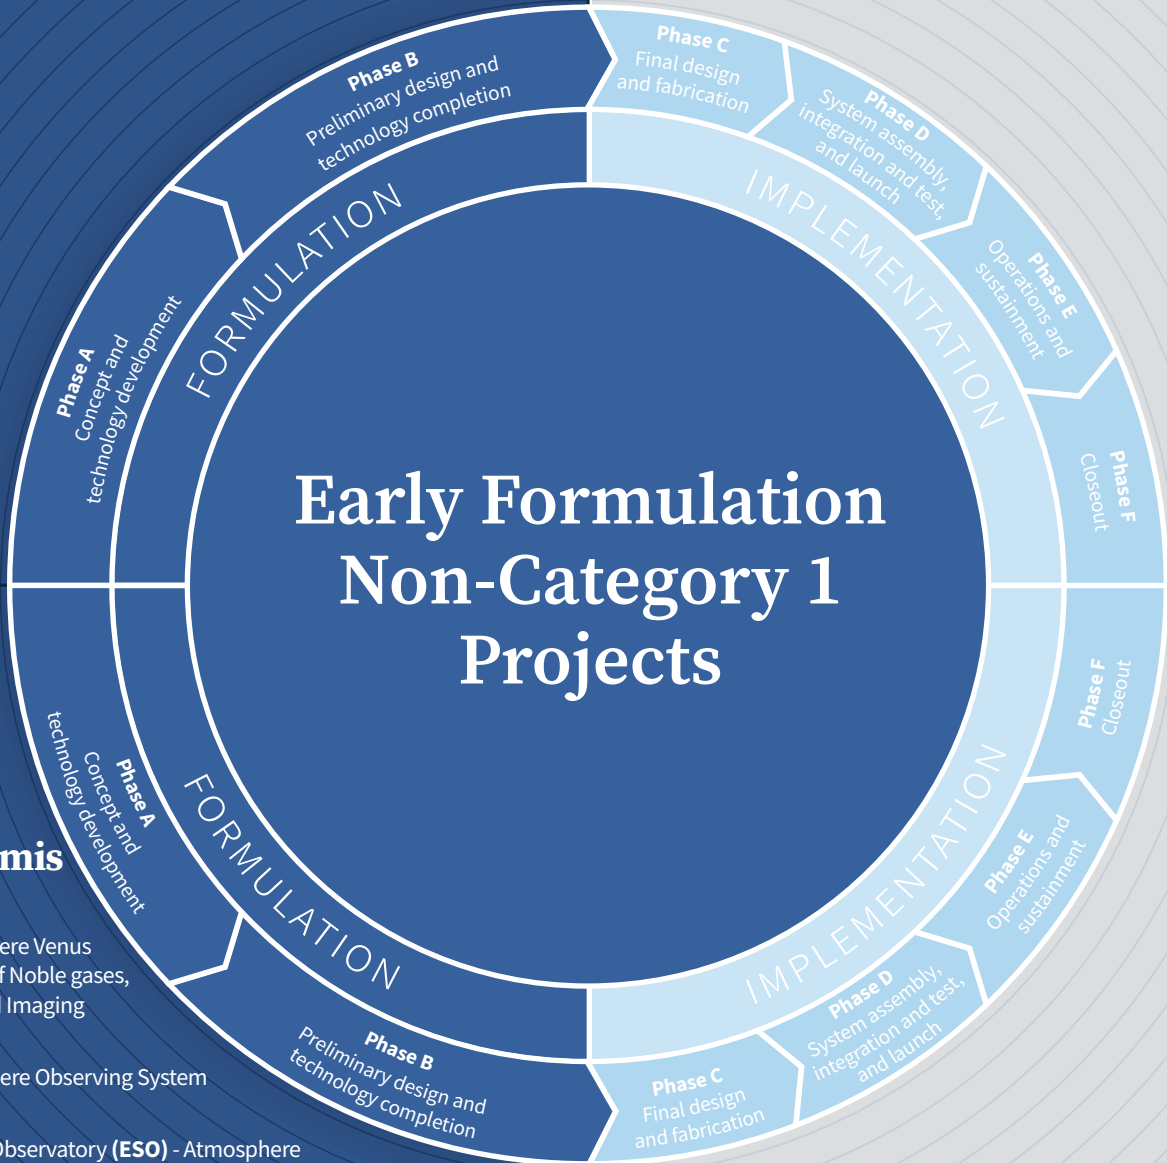 Phase B
Preliminary design and
technology completion
Phase C
Final design
and fabrication
Phase D
System assembly,
integration and test,
and launch
Phase E
Operations and
sustainment
Phase F
Closeout
Phase A
Concept and
technology development
FORMULATION
IMPLEMENTATION
Early Formulation
Non-Category 1
Projects
Phase A
Concept and
technology development
Phase B
Preliminary design and
technology completion
Phase C
Final design
and fabrication
Phase D
System assembly,
integration and test,
and launch
Phase E
Operations and
sustainment
Phase F
Closeout
FORMULATION
IMPLEMENTATION
mis
ere Venus
f Noble gases,
Imaging
ere Observing System
Observatory (ESO) - Atmosphere